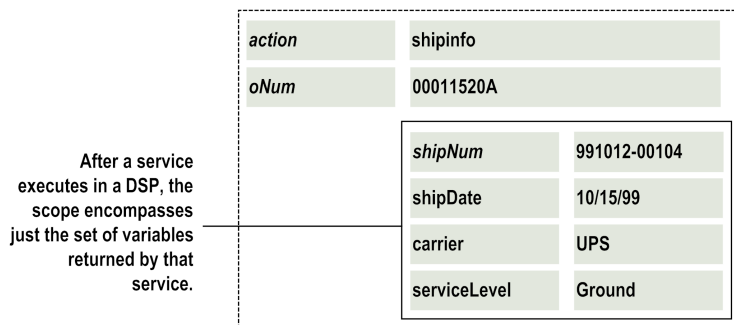 action shipinfo
oNum 00011520A
After a service
executes in a DSP, the
scope encompasses
just the set of variables
returned by that
service.
shipNum 991012-00104
shipDate 10/15/99
carrier UPS
serviceLevel Ground